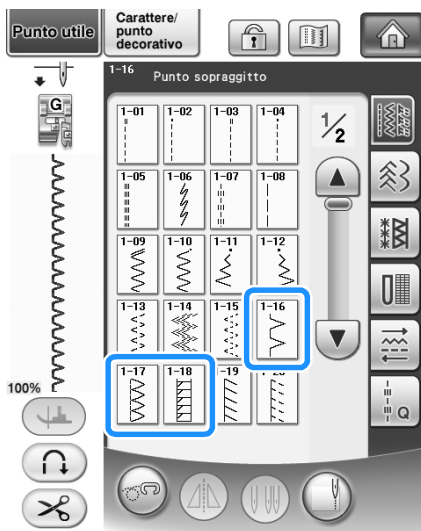 Punto utile
Carattere/
punto
decorativo
1-16
Punto sopraggitto
G
1-01 1-02 1-03 1-04
1/2
1-05 1-06 1-07 1-08
1-09 1-10 1-11 1-12
1-13 1-14 1-15 1-16
1-17 1-18 -19 1-20
100%
Q